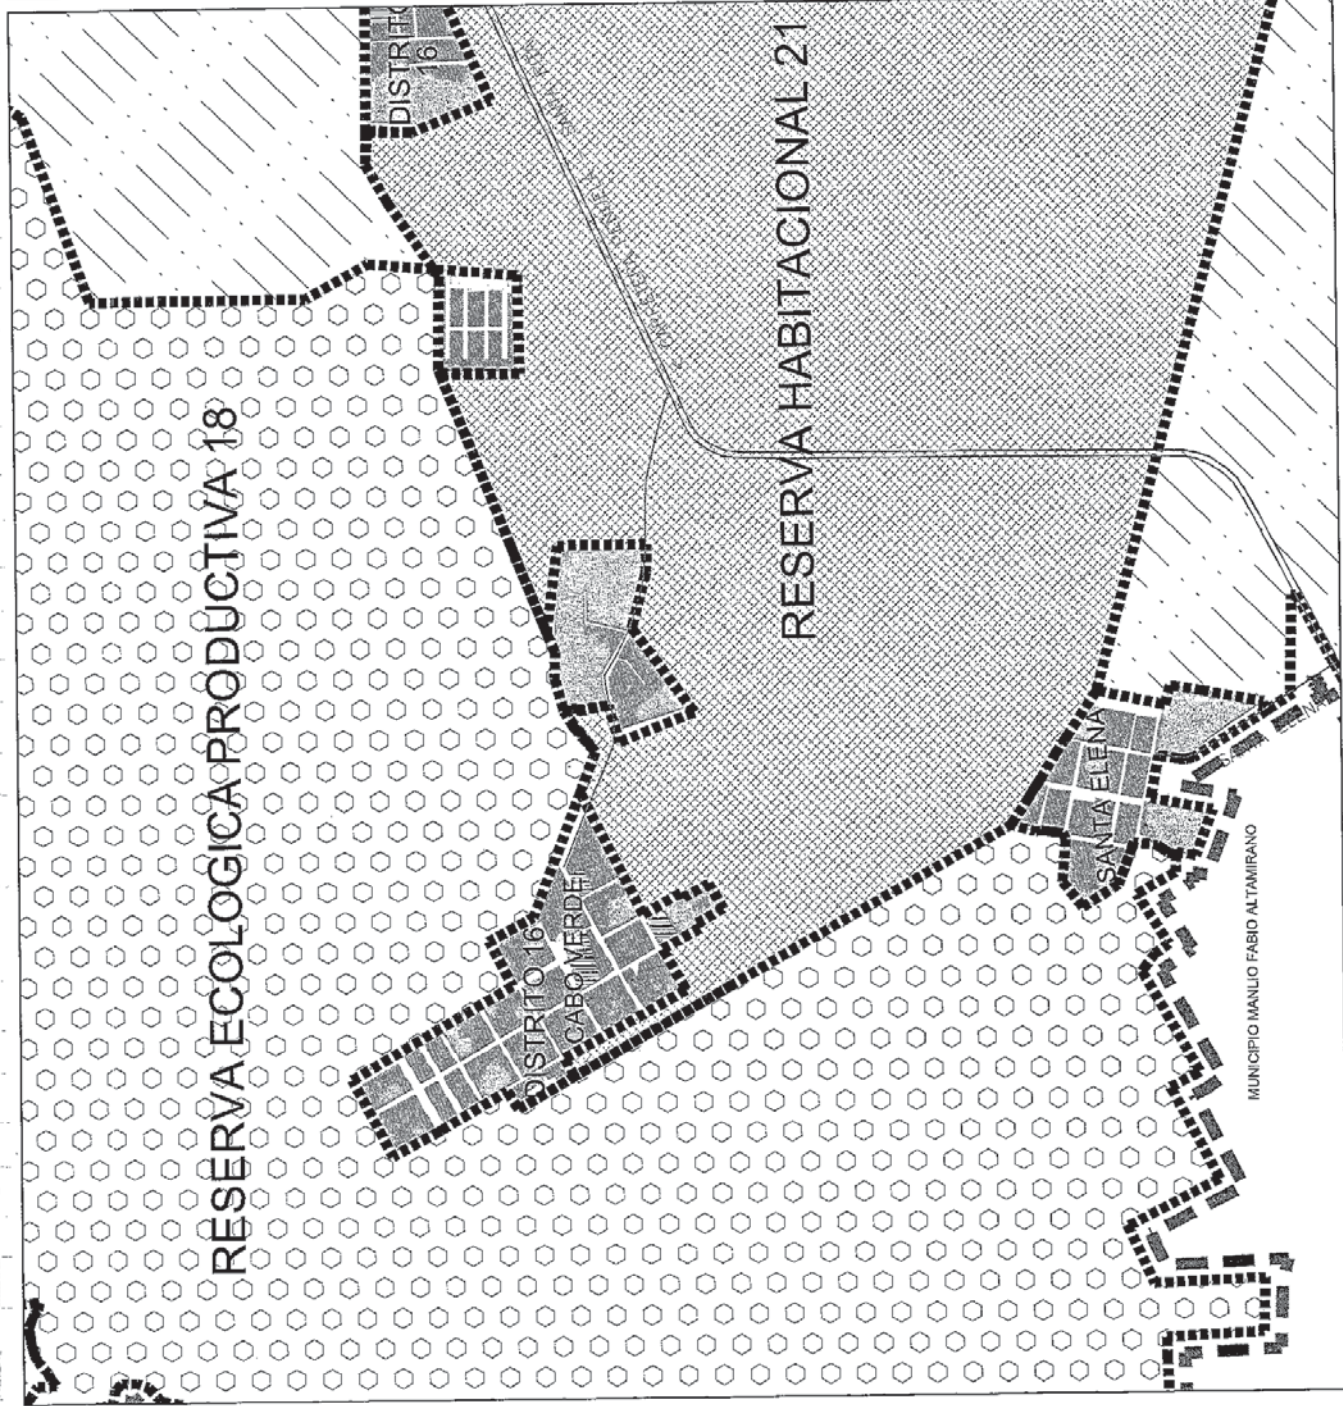 RESERVA ECOLOGICA PRODUCTIVA 18
DISTRITO
16
DISTRITO 16
CABO VERDE
RESERVA HABITACIONAL 21
SANTA ELENA
MUNICIPIO MANLIO FABIO ALTAMIRANO